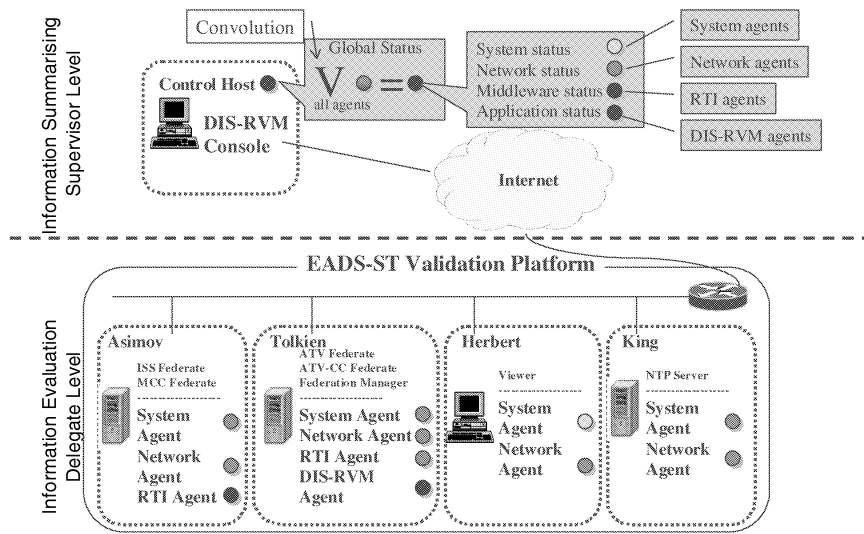 Information Summarising
Supervisor Level
Convolution
Global Status
V
=
all agents
Control Host
DIS-RVM
Console
System status
Network status
Middleware status
Application status
System agents
Network agents
RTI agents
DIS-RVM agents
Internet
Information Evaluation
Delegate Level
EADS-ST Validation Platform
Asimov
ISS Federate
MCC Federate
System
Agent
Network
Agent
RTI Agent
Tolkien
ATV Federate
ATV-CC Federate
Federation Manager
System Agent
Network Agent
RTI Agent
DIS-RVM
Agent
Herbert
Viewer
System
Agent
Network
Agent
King
NTP Server
System
Agent
Network
Agent